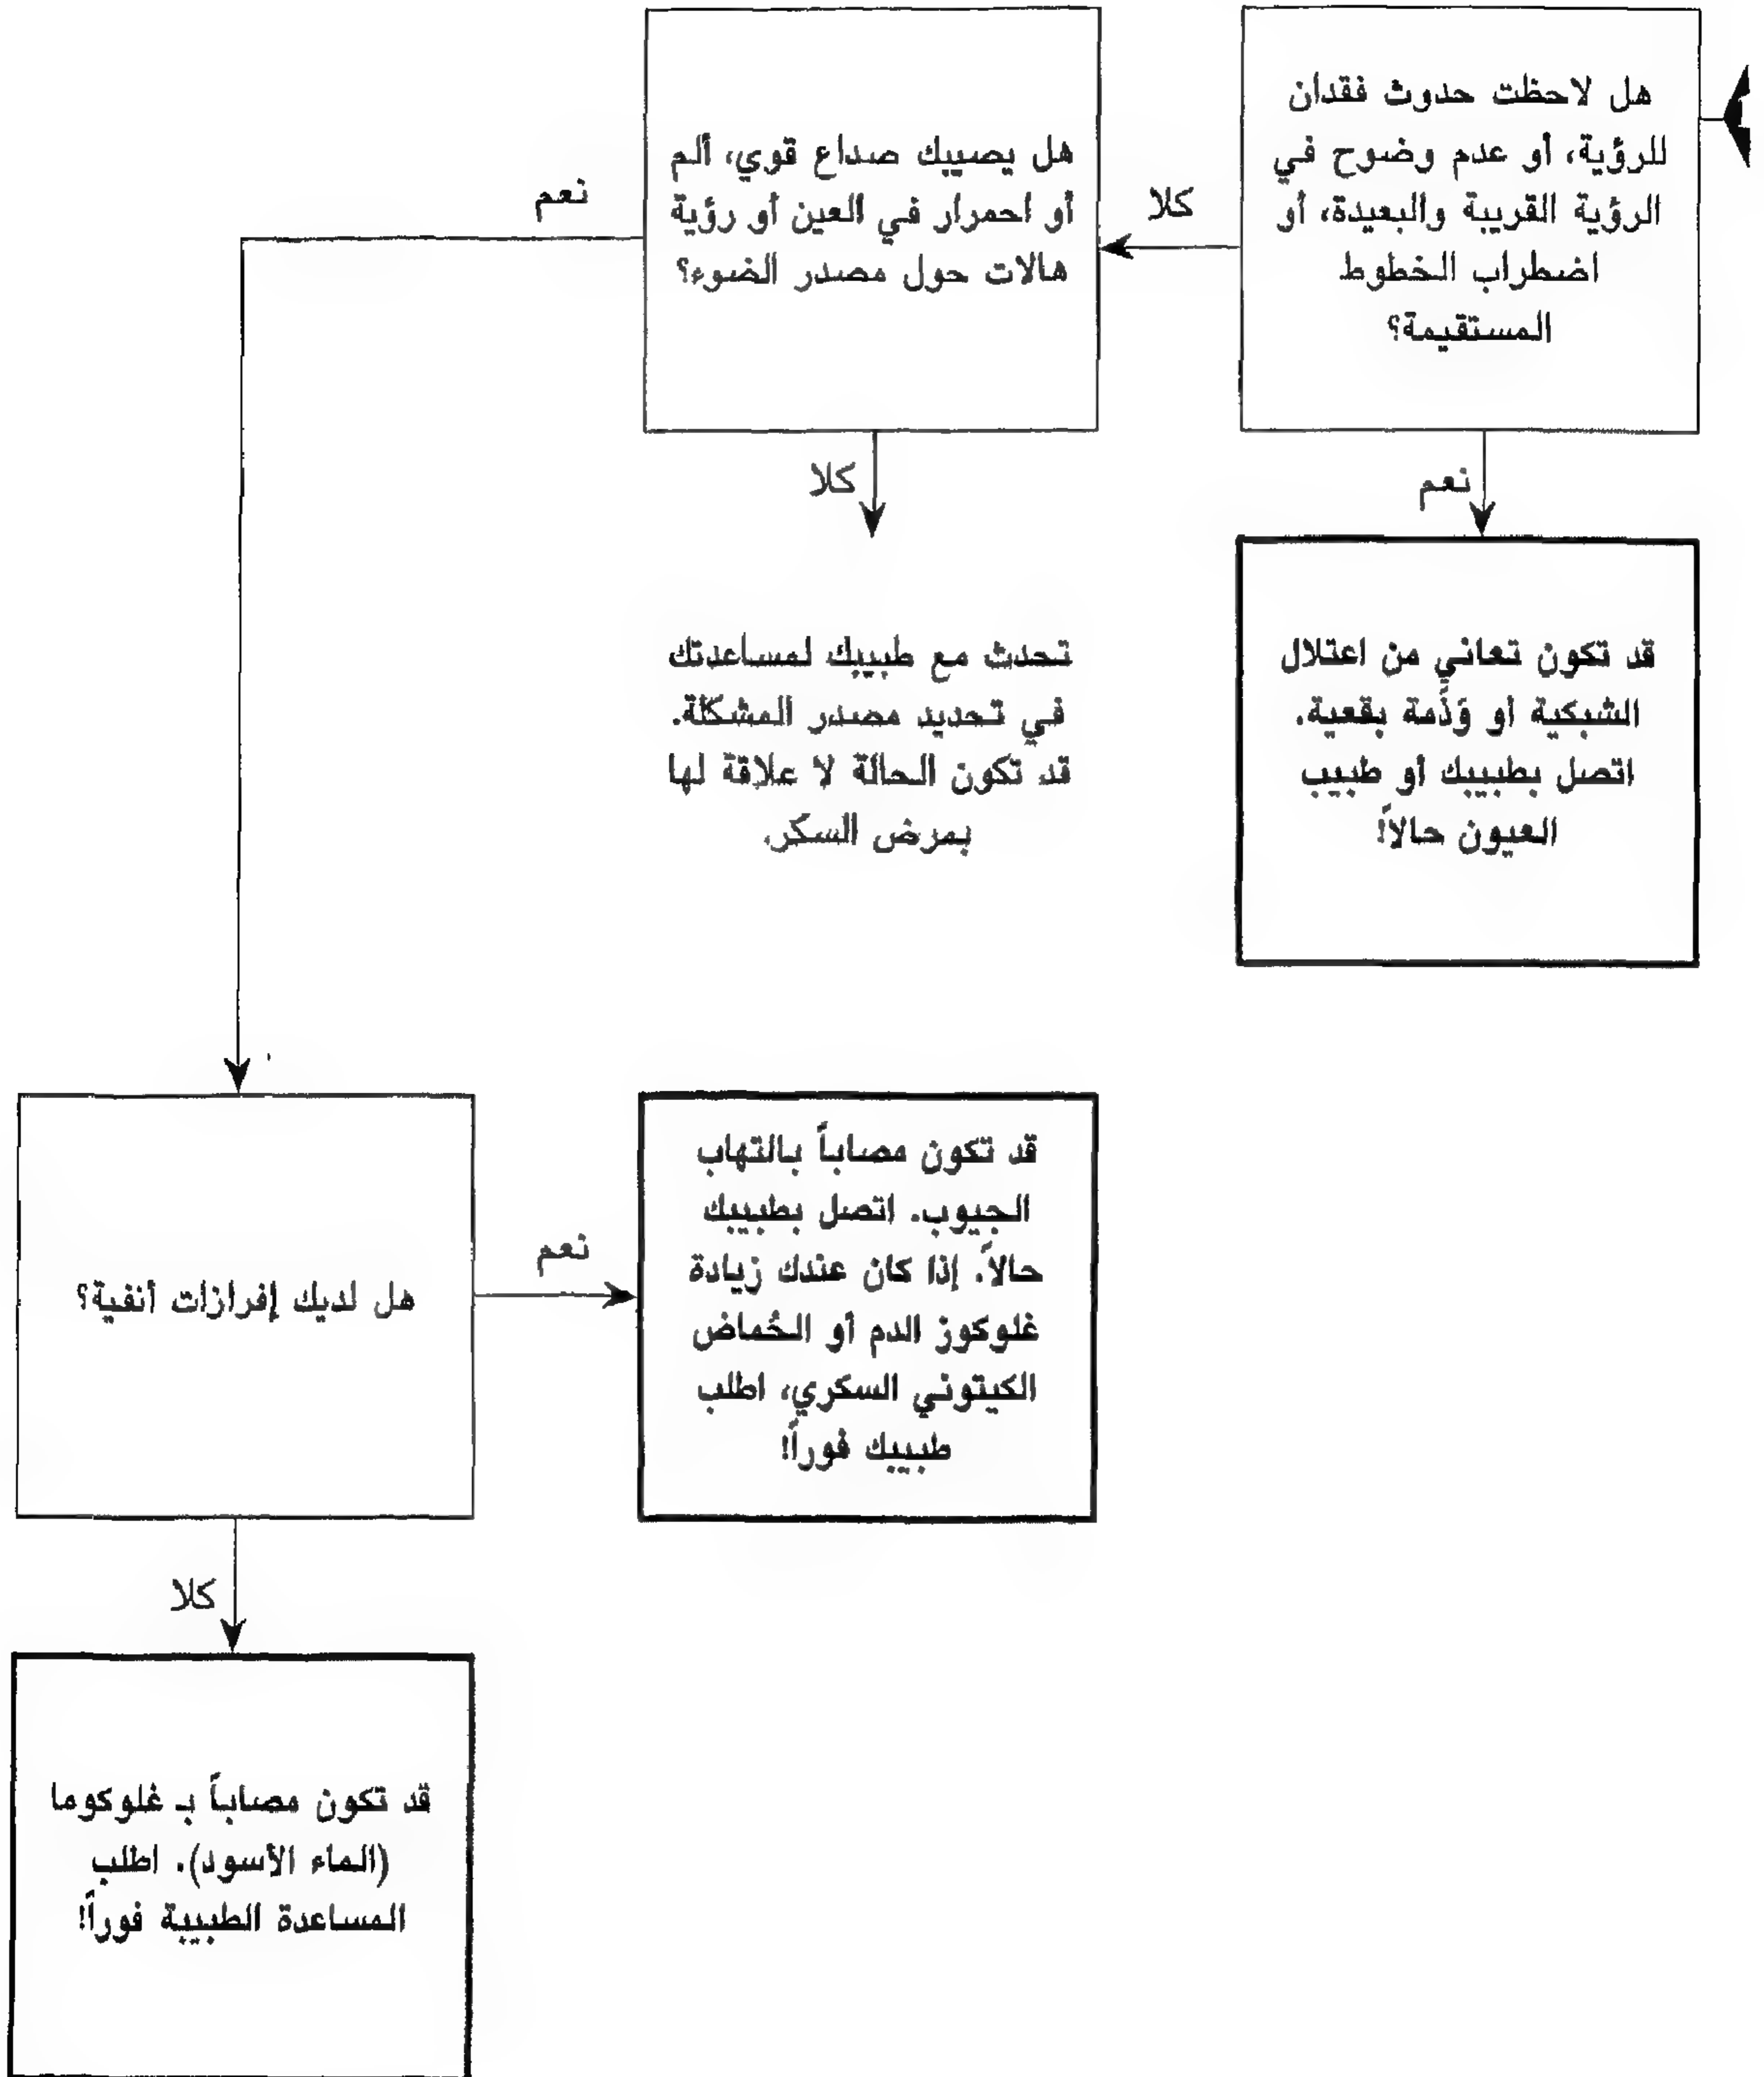 هل لاحظت حدوث فقدان
للرؤية، أو عدم وضوح في
الرؤية القريبة والبعيدة، أو
اضطراب الخطوط
المستقيمة؟
كلا
نعم
قد تكون تعاني من اعتلال
الشبكية أو وَذَمة بقعية.
اتصل بطبيبك أو طبيب
العيون حالاً!
هل يصيبك صداع قوي، ألم
أو احمرار في العين أو رؤية
هالات حول مصدر الضوء؟
نعم
كلا
تحدث مع طبيبك لمساعدتك
في تحديد مصدر المشكلة.
قد تكون الحالة لا علاقة لها
بمرض السكر.
هل لديك إفرازات أنفية؟
نعم
قد تكون مصاباً بالتهاب
الجيوب. اتصل بطبيبك
حالاً. إذا كان عندك زيادة
غلوكوز الدم أو الحُماض
الكيتوني السكري، اطلب
طبيبك فوراً!
كلا
قد تكون مصاباً بـ غلوكوما
(الماء الأسود). اطلب
المساعدة الطبيبة فوراً!